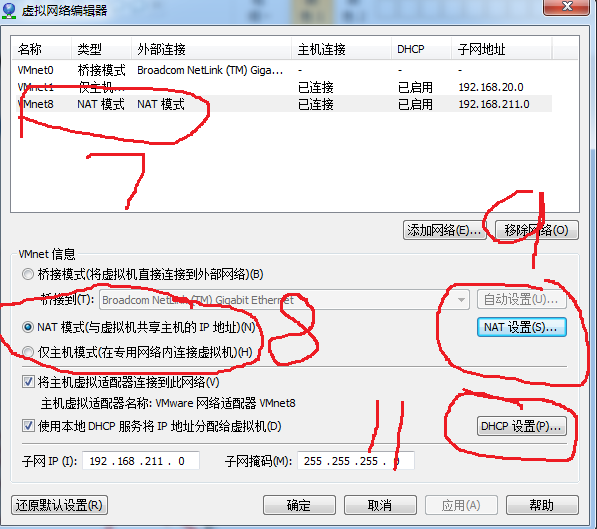 虚拟网络编辑器
名称 类型 外部连接 主机连接 DHCP 子网地址
VMnet0 桥接模式 Broadcom NetLink (TM) Giga... - - -
VMnet1 仅主机... - 已连接 已启用 192.168.20.0
VMnet8 NAT 模式 NAT 模式 已连接 已启用 192.168.211.0
7
添加网络(E)... 移除网络(O)
9
VMnet 信息
桥接模式(将虚拟机直接连接到外部网络)(B)
桥接到(T): Broadcom NetLink (TM) Gigabit Ethernet 自动设置(U)...
NAT 模式(与虚拟机共享主机的 IP 地址)(N) NAT 设置(S)...
8
仅主机模式(在专用网络内连接虚拟机)(H)
将主机虚拟适配器连接到此网络(V)
主机虚拟适配器名称: VMware 网络适配器 VMnet8
使用本地 DHCP 服务将 IP 地址分配给虚拟机(D) DHCP 设置(P)...
11
子网 IP (I): 192 .168 .211 . 0 子网掩码(M): 255 .255 .255 . 0
还原默认设置(R) 确定 取消 应用(A) 帮助